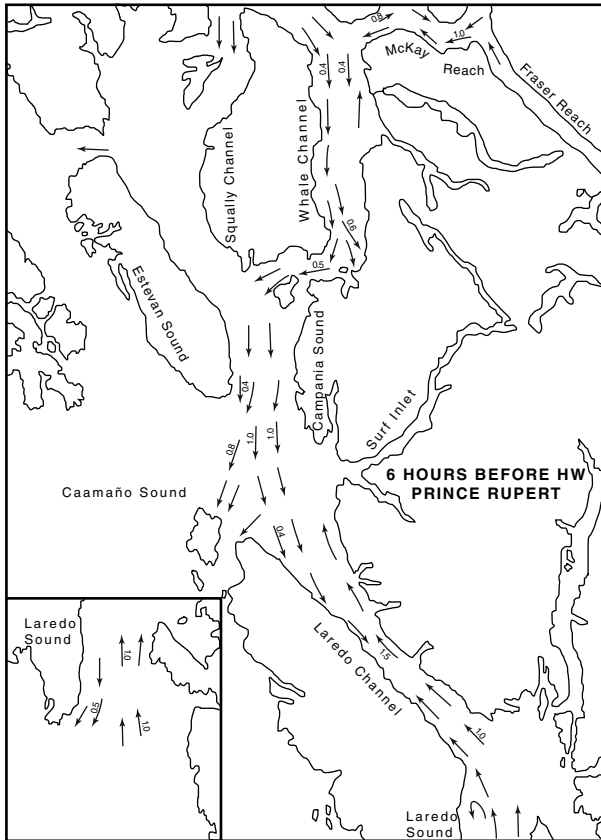 0.8
1.0
McKay
Reach
Fraser Reach
0.4
0.4
Squally Channel
Whale Channel
0.6
0.5
Estevan Sound
Campania Sound
0.4
1.0
1.0
0.8
Surf Inlet
6 HOURS BEFORE HW
PRINCE RUPERT
Caamaño Sound
0.4
Laredo Channel
1.5
1.0
Laredo
Sound
1.0
0.5
1.0
Laredo
Sound